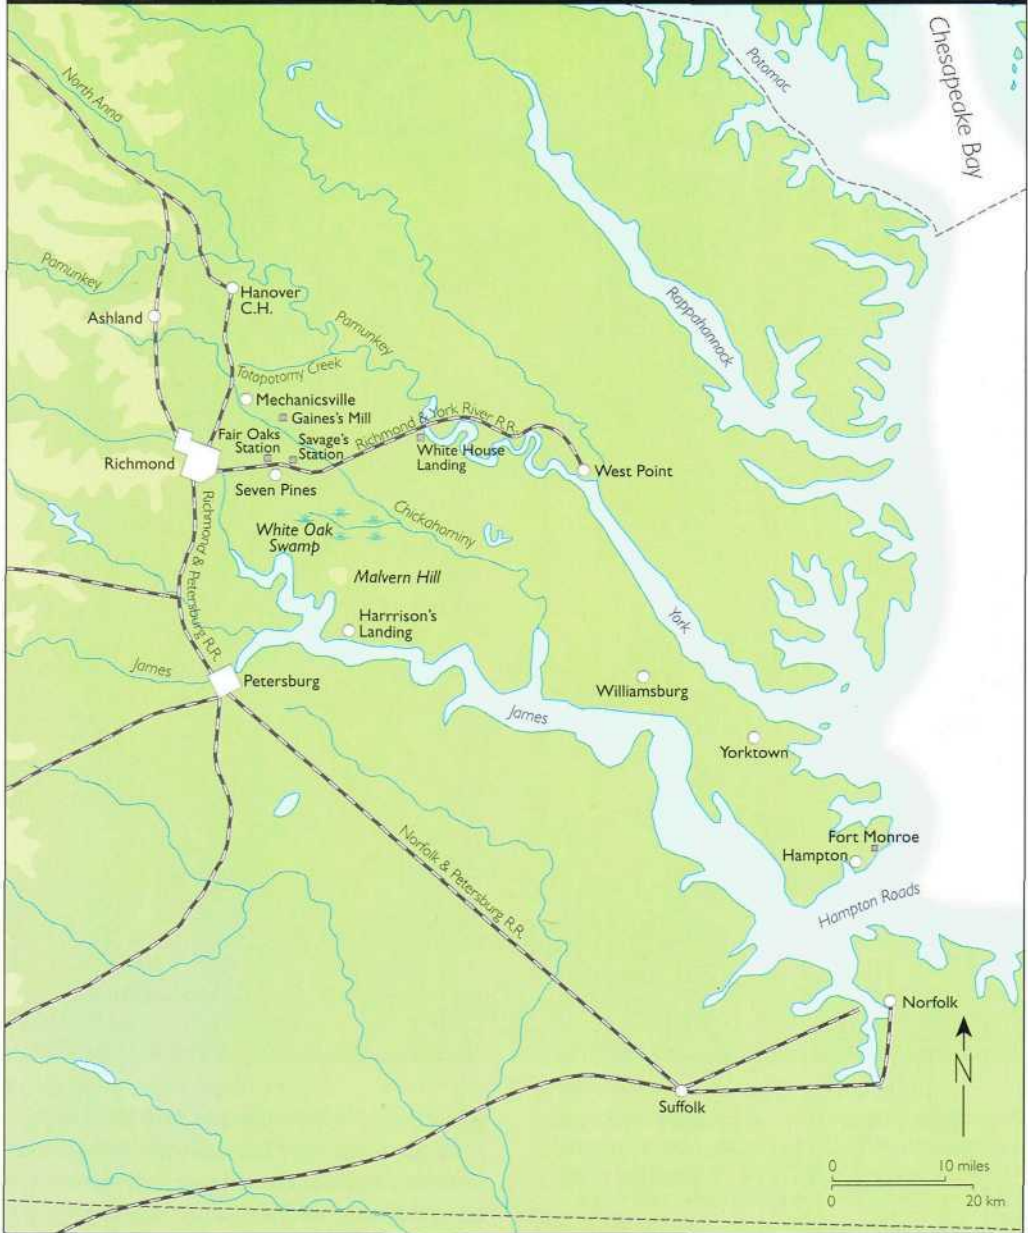 Chesapeake Bay
Potomac
North Anna
Pamunkey
Hanover
C.H.
Ashland
Pamunkey
Rappahannock
Totopotomy Creek
Mechanicsville
Gaines's Mill
Richmond & York River R.R.
Fair Oaks
Station
Savage's
Station
White House
Landing
Richmond
West Point
Seven Pines
Richmond & Petersburg R.R.
Chickahominy
White Oak
Swamp
Malvern Hill
Harrrison's
Landing
York
James
Petersburg
Williamsburg
James
Yorktown
Norfolk & Petersburg R.R.
Fort Monroe
Hampton
Hampton Roads
Norfolk
N
Suffolk
0 10 miles
0 20 km